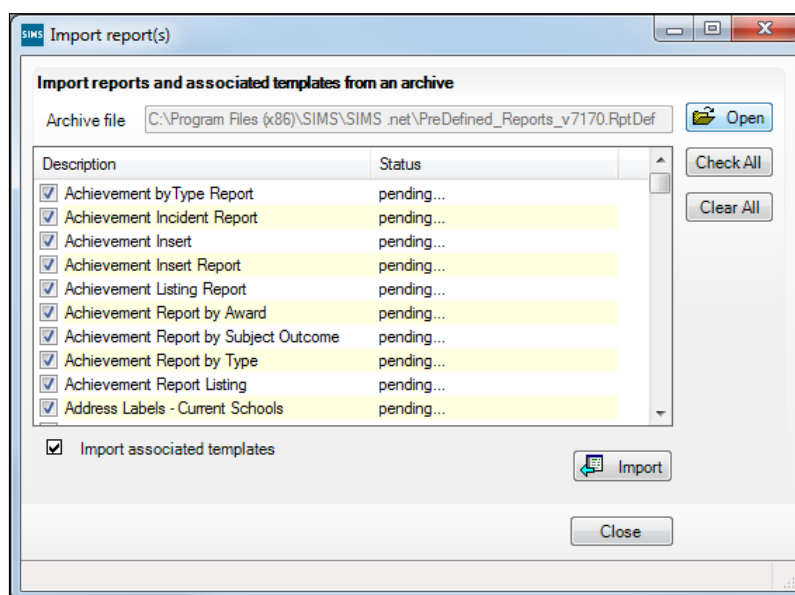 SIMS Import report(s)
Import reports and associated templates from an archive
Archive file C:\Program Files (x86)\SIMS\SIMS .net\PreDefined_Reports_v7170.RptDef Open
Description Status Check All
Achievement by Type Report pending...
Achievement Incident Report pending... Clear All
Achievement Insert pending...
Achievement Insert Report pending...
Achievement Listing Report pending...
Achievement Report by Award pending...
Achievement Report by Subject Outcome pending...
Achievement Report by Type pending...
Achievement Report Listing pending...
Address Labels - Current Schools pending...
Import associated templates
Import
Close